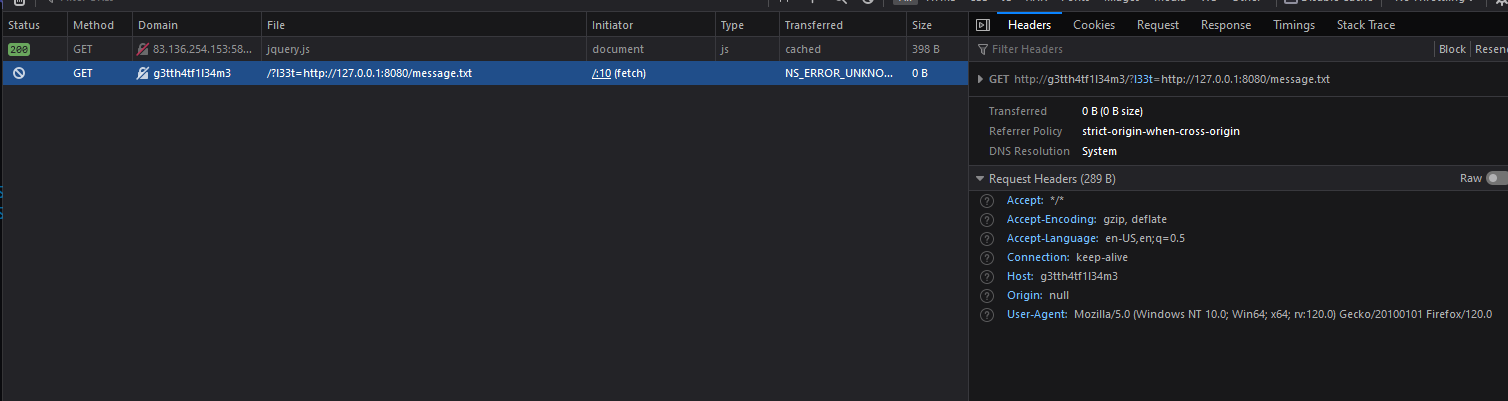 Status Method Domain File Initiator Type Transferred Size
200 GET 83.136.254.153:58... jquery.js document js cached 398 B
GET g3tth4tf1l34m3 /?l33t=http://127.0.0.1:8080/message.txt /:10 (fetch) NS_ERROR_UNKNO... 0 B
Headers Cookies Request Response Timings Stack Trace
Filter Headers Block Resen
GET http://g3tth4tf1l34m3/?l33t=http://127.0.0.1:8080/message.txt
Transferred 0 B (0 B size)
Referrer Policy strict-origin-when-cross-origin
DNS Resolution System
Request Headers (289 B) Raw
? Accept: */*
? Accept-Encoding: gzip, deflate
? Accept-Language: en-US,en;q=0.5
? Connection: keep-alive
? Host: g3tth4tf1l34m3
? Origin: null
? User-Agent: Mozilla/5.0 (Windows NT 10.0; Win64; x64; rv:120.0) Gecko/20100101 Firefox/120.0